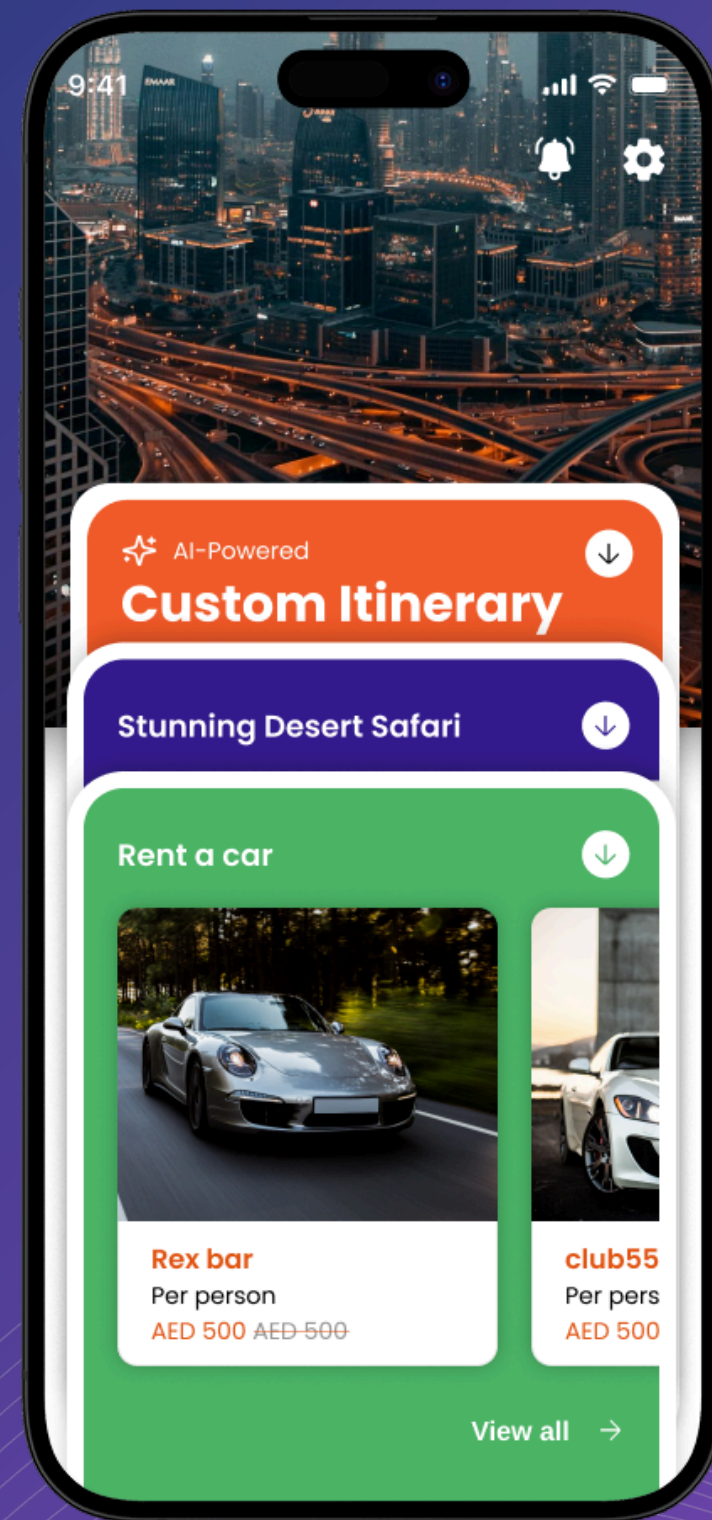 9:41
EMAAR
AI-Powered
Custom Itinerary
Stunning Desert Safari
Rent a car
Rex bar
Per person
AED 500 AED 500
club55
Per pers
AED 500
View all